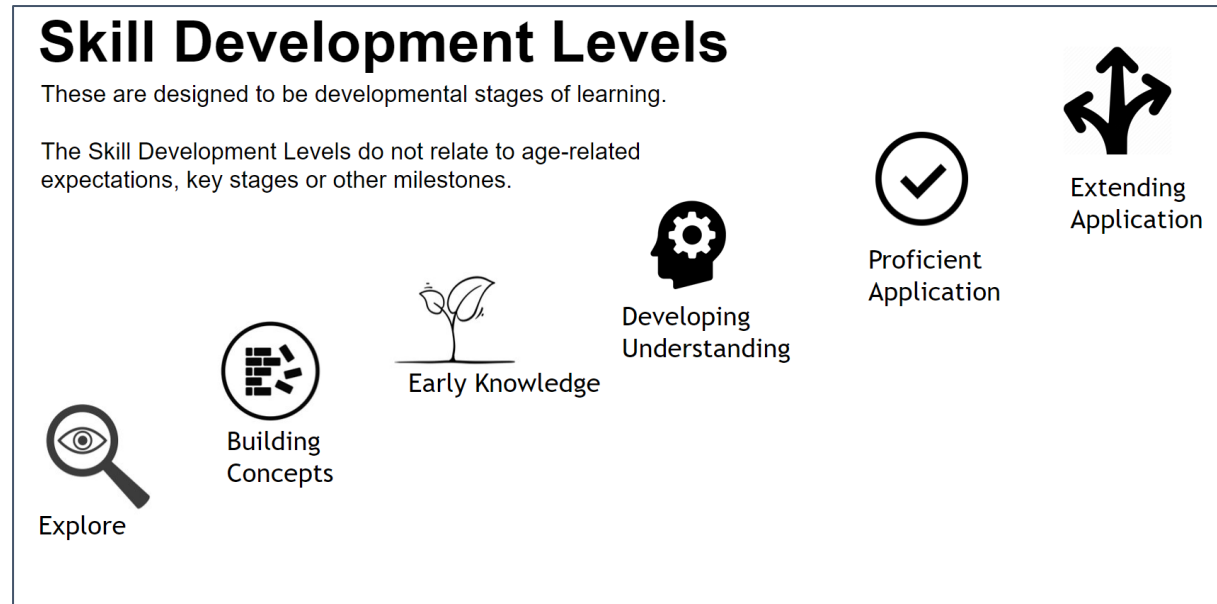 Skill Development Levels
These are designed to be developmental stages of learning.
The Skill Development Levels do not relate to age-related
expectations, key stages or other milestones.
Explore
Building
Concepts
Early Knowledge
Developing
Understanding
Proficient
Application
Extending
Application